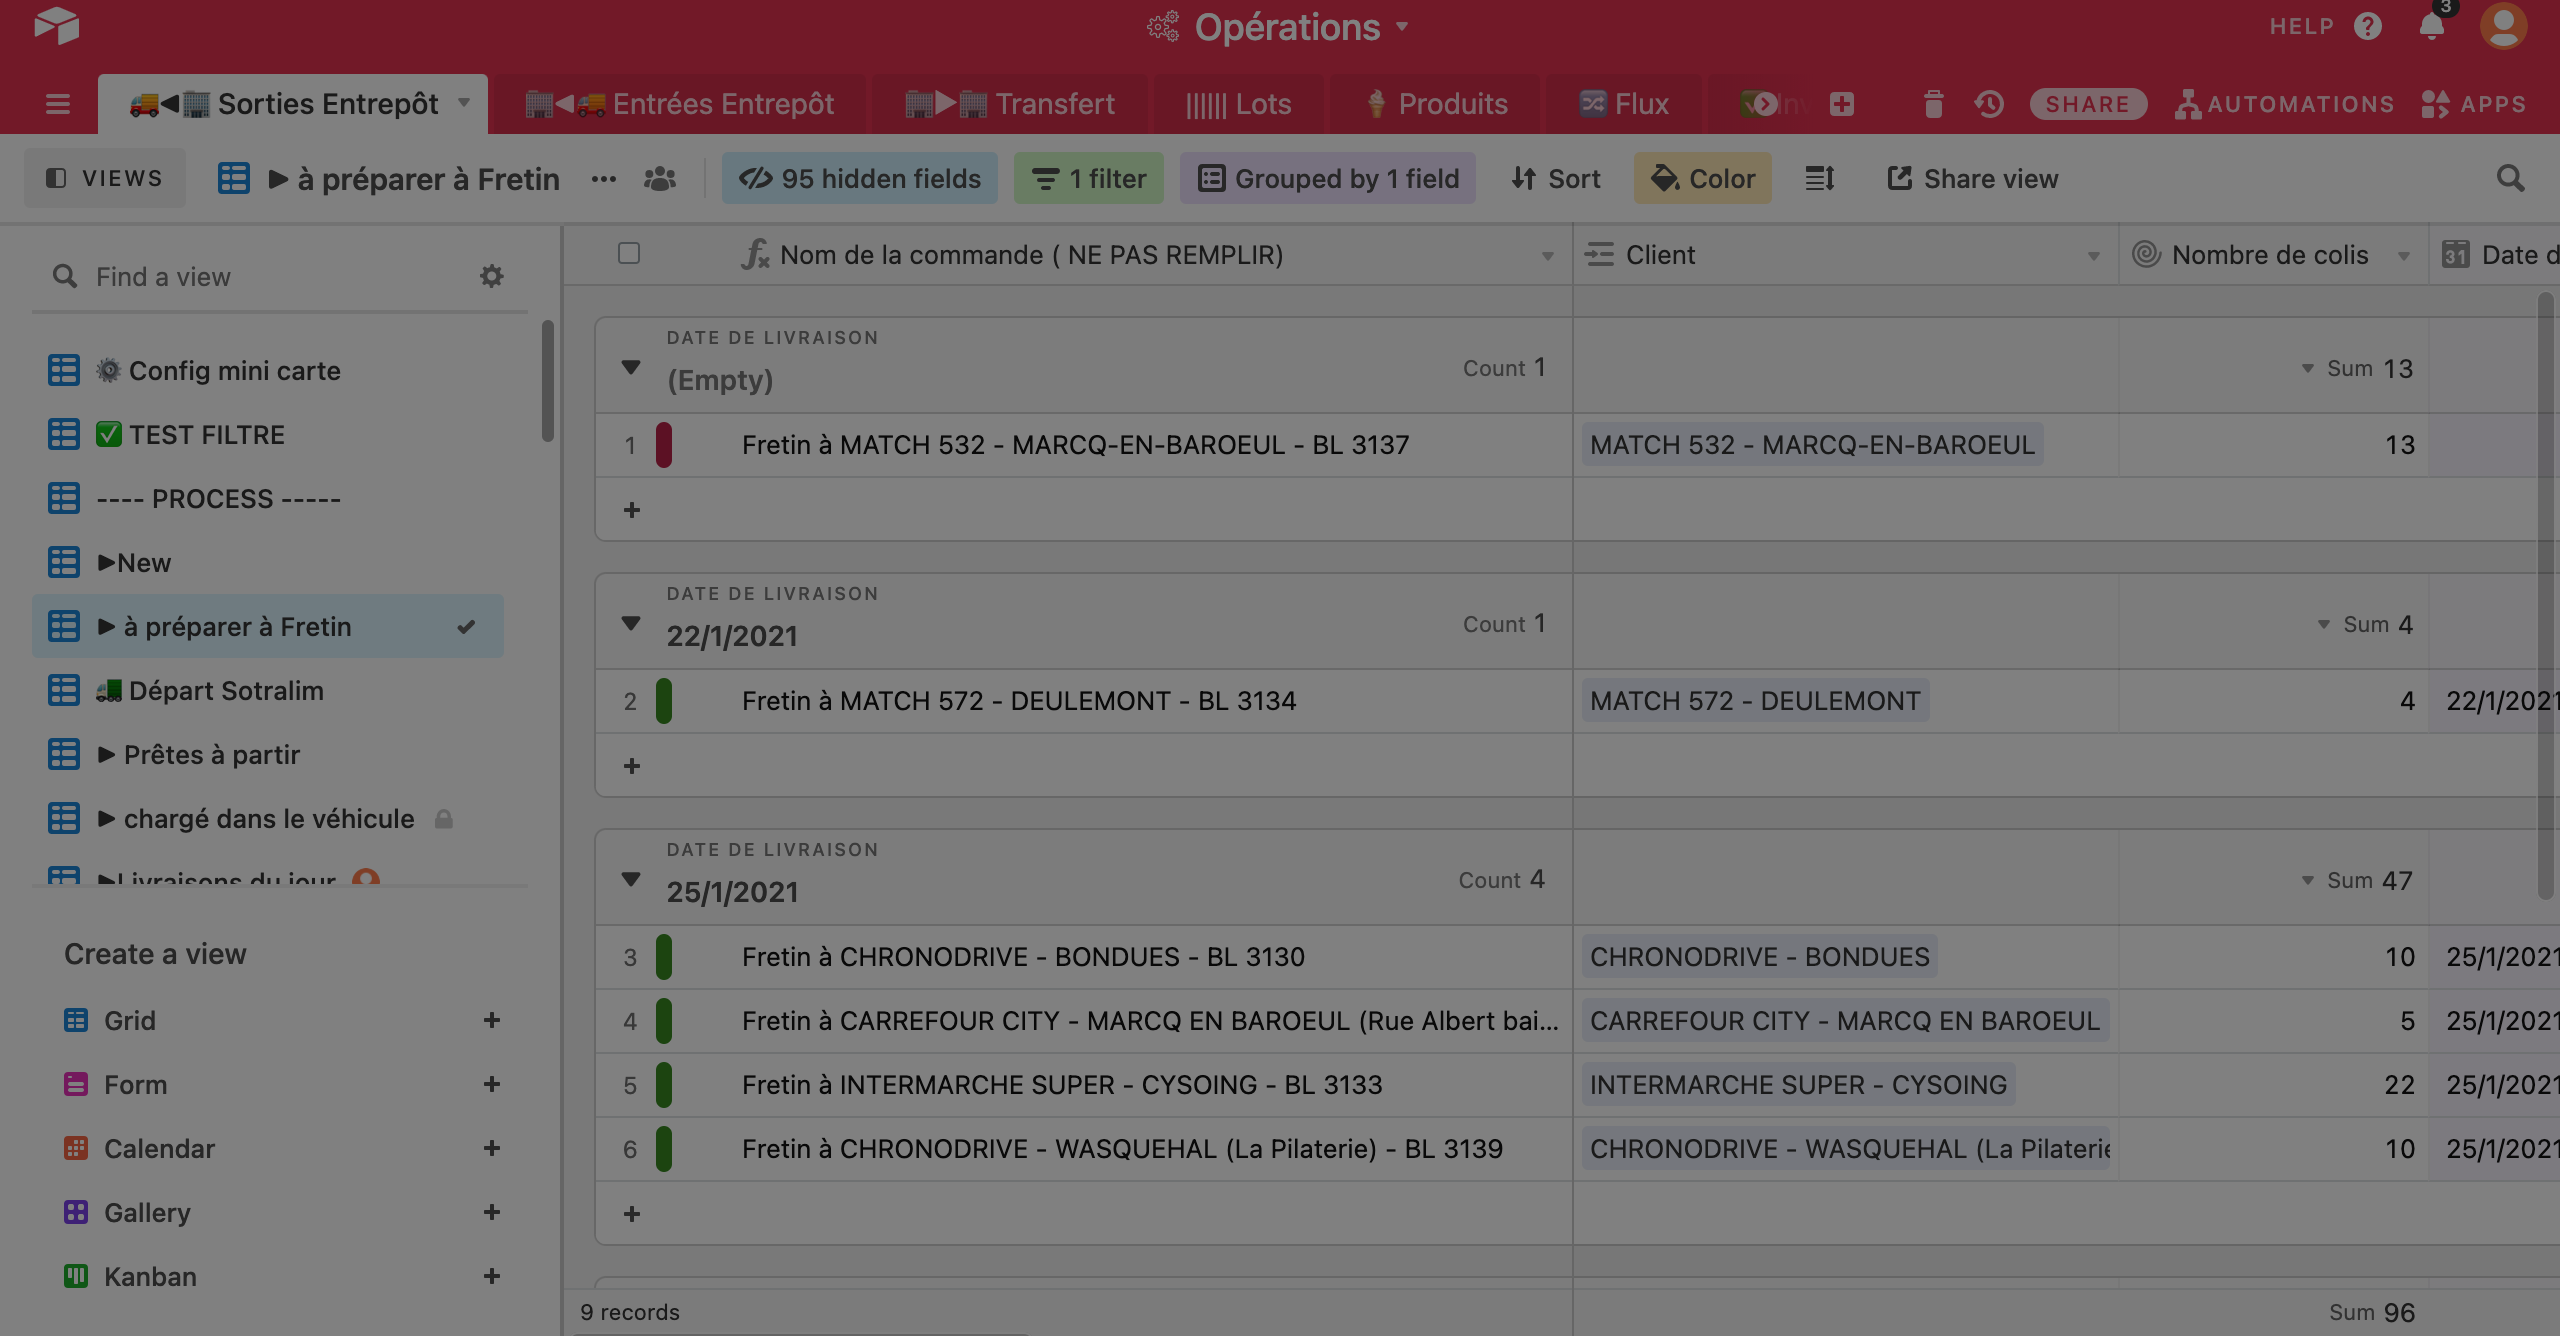 Opérations
HELP
3
Sorties Entrepôt
Entrées Entrepôt
Transfert
Lots
Produits
Flux
SHARE
AUTOMATIONS
APPS
VIEWS
▶ à préparer à Fretin
95 hidden fields
1 filter
Grouped by 1 field
Sort
Color
Share view
Find a view
Config mini carte
TEST FILTRE
---- PROCESS -----
▶New
▶ à préparer à Fretin
Départ Sotralim
▶ Prêtes à partir
▶ chargé dans le véhicule
▶Livraisons du jour
Create a view
Grid
Form
Calendar
Gallery
Kanban
Nom de la commande ( NE PAS REMPLIR)
Client
Nombre de colis
31 Date d
DATE DE LIVRAISON
(Empty)
Count 1
Sum 13
1 Fretin à MATCH 532 - MARCQ-EN-BAROEUL - BL 3137 MATCH 532 - MARCQ-EN-BAROEUL 13
DATE DE LIVRAISON
22/1/2021
Count 1
Sum 4
2 Fretin à MATCH 572 - DEULEMONT - BL 3134 MATCH 572 - DEULEMONT 4 22/1/2021
DATE DE LIVRAISON
25/1/2021
Count 4
Sum 47
3 Fretin à CHRONODRIVE - BONDUES - BL 3130 CHRONODRIVE - BONDUES 10 25/1/2021
4 Fretin à CARREFOUR CITY - MARCQ EN BAROEUL (Rue Albert bai... CARREFOUR CITY - MARCQ EN BAROEUL 5 25/1/2021
5 Fretin à INTERMARCHE SUPER - CYSOING - BL 3133 INTERMARCHE SUPER - CYSOING 22 25/1/2021
6 Fretin à CHRONODRIVE - WASQUEHAL (La Pilaterie) - BL 3139 CHRONODRIVE - WASQUEHAL (La Pilaterie 10 25/1/2021
9 records
Sum 96